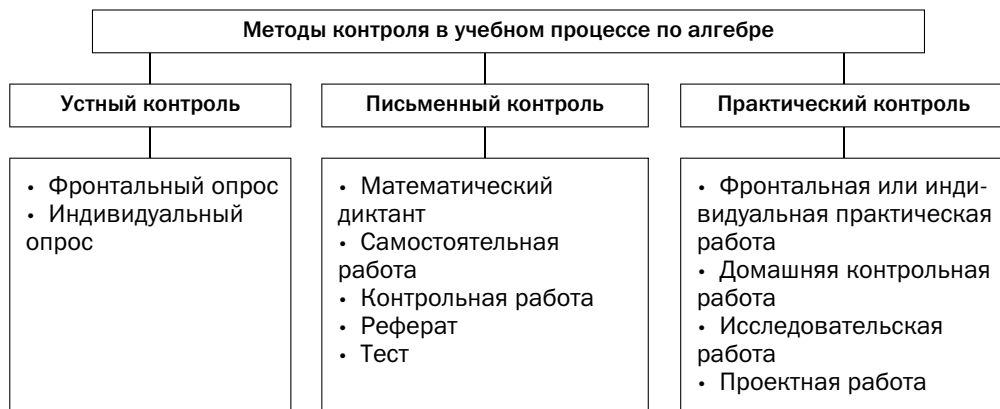 Методы контроля в учебном процессе по алгебре
Устный контроль
• Фронтальный опрос
• Индивидуальный
опрос
Письменный контроль
• Математический
диктант
• Самостоятельная
работа
• Контрольная работа
• Реферат
• Тест
Практический контроль
• Фронтальная или инди-
видуальная практическая
работа
• Домашняя контрольная
работа
• Исследовательская
работа
• Проектная работа